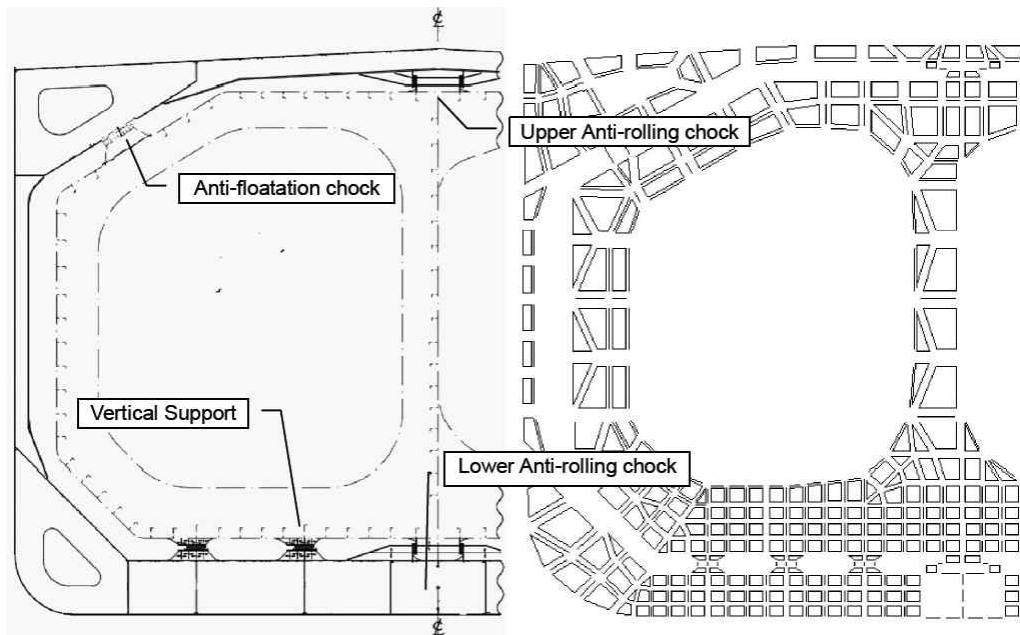 ℄
Upper Anti-rolling chock
Anti-floatation chock
Vertical Support
Lower Anti-rolling chock
℄